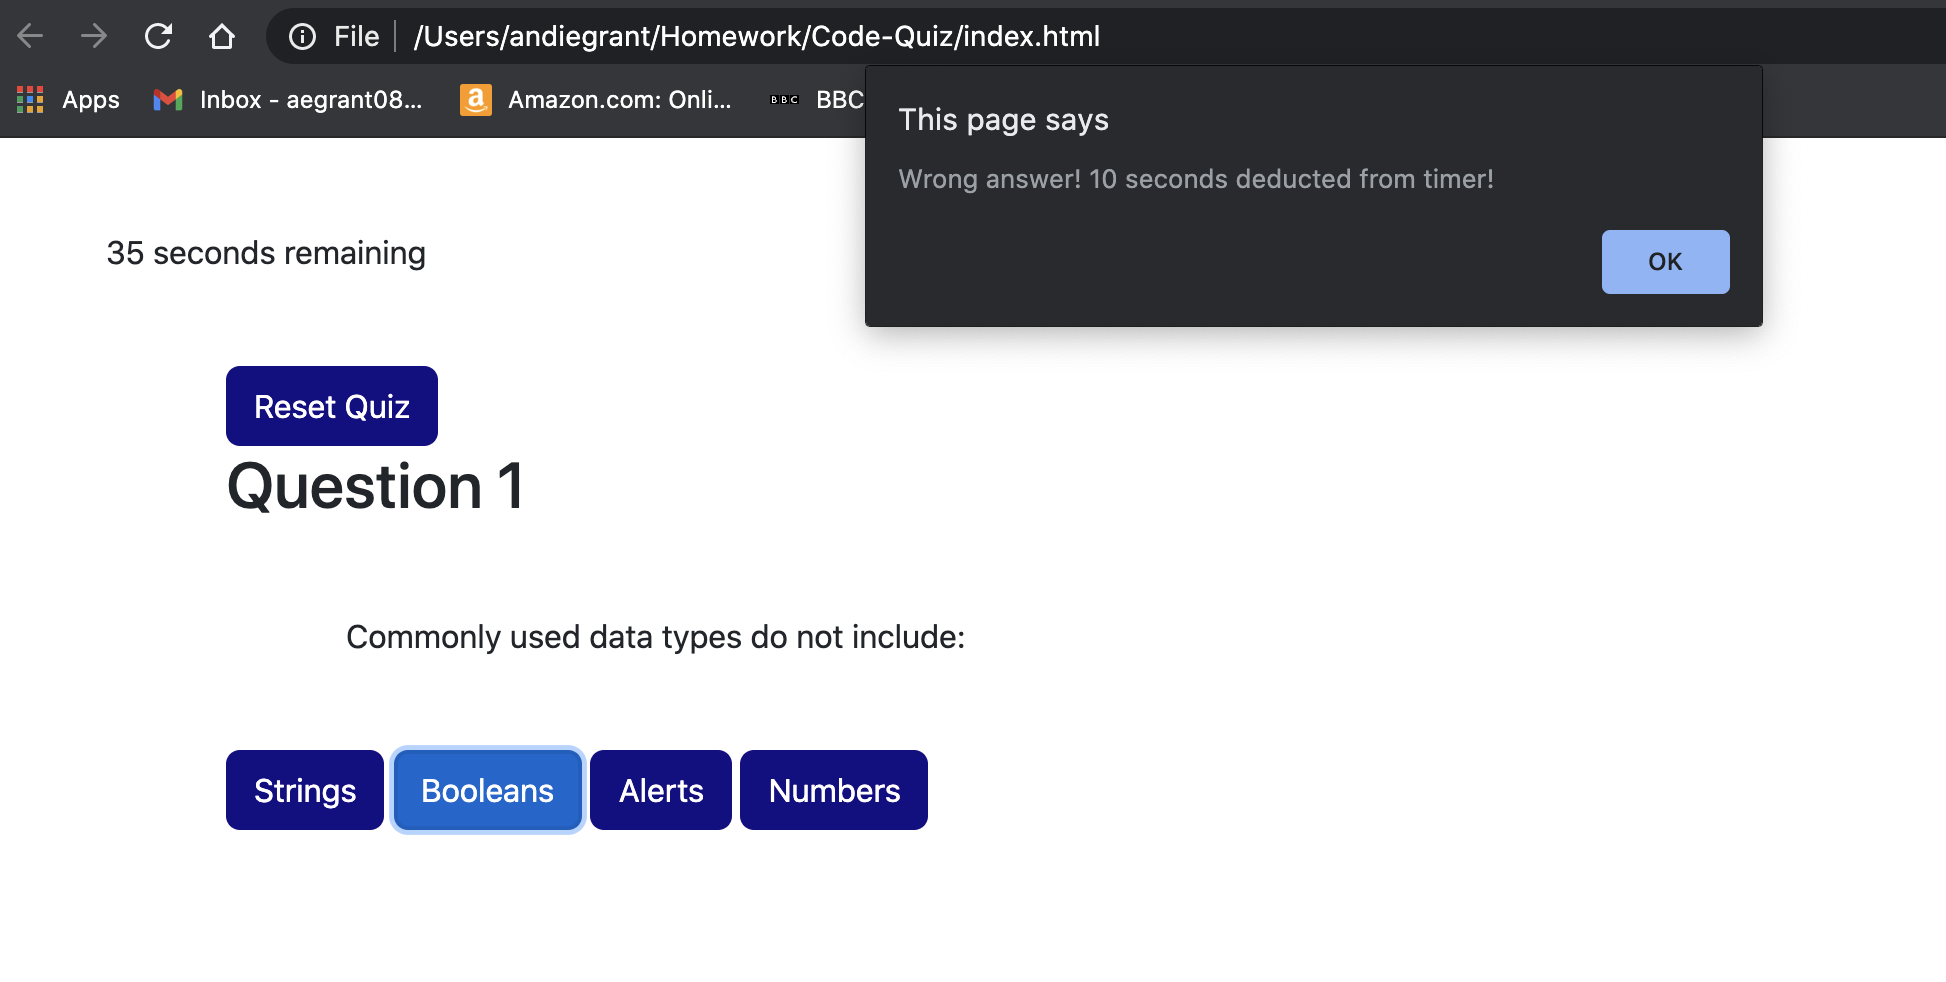 File | /Users/andiegrant/Homework/Code-Quiz/index.html
Apps Inbox - aegrant08... Amazon.com: Onli... BBC BBC
This page says
Wrong answer! 10 seconds deducted from timer!
OK
35 seconds remaining
Reset Quiz
Question 1
Commonly used data types do not include:
Strings Booleans Alerts Numbers